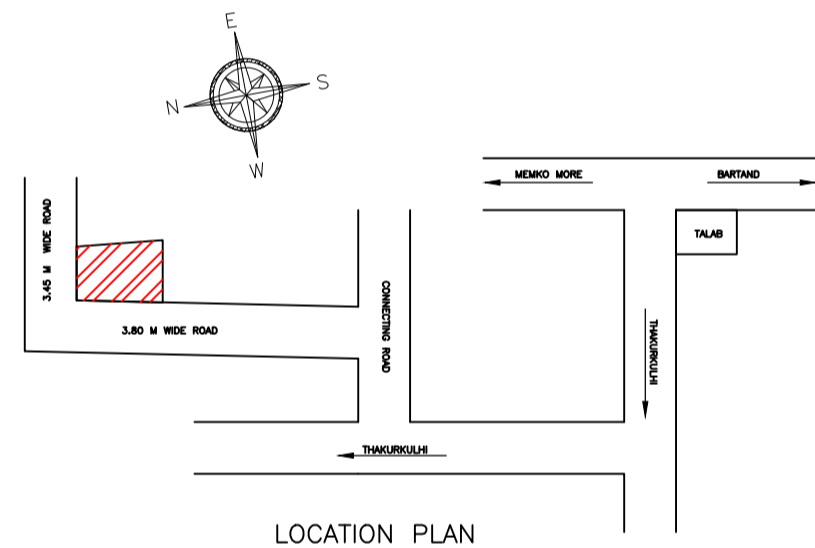 E
N
S
W
MEMKO MORE
BARTAND
TALAB
3.45 M WIDE ROAD
CONNECTING ROAD
3.80 M WIDE ROAD
THAKURKULHI
THAKURKULHI
LOCATION PLAN